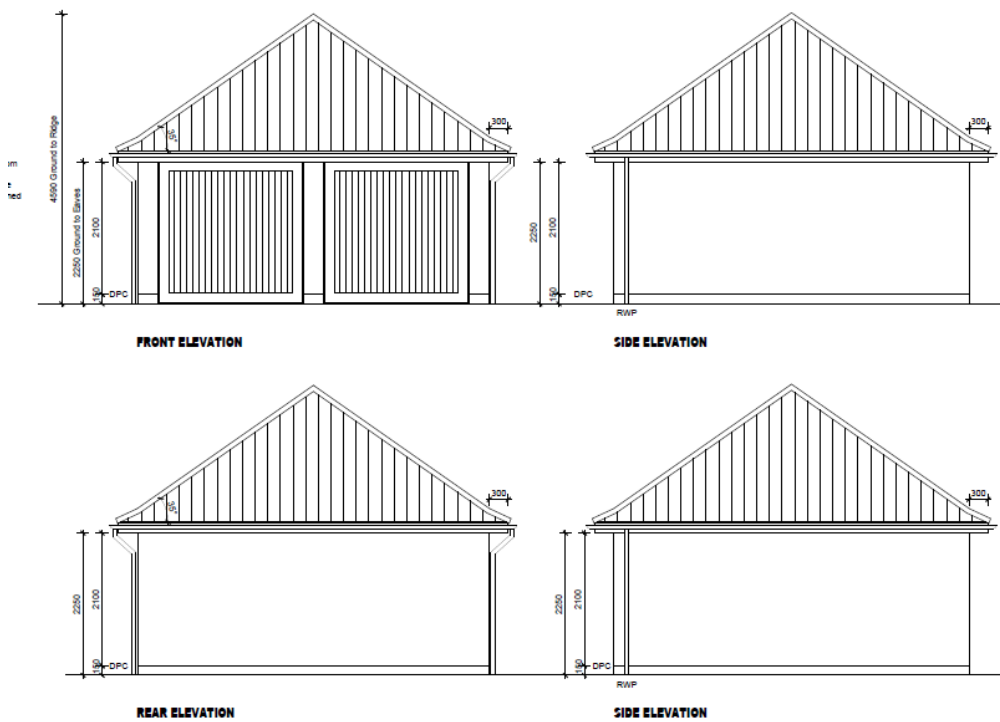 om
e
ned
4590 Ground to Ridge
2250 Ground to Eaves
2100
150
DPC
35°
300
FRONT ELEVATION
2250
2100
150
DPC
300
RWP
SIDE ELEVATION
2250
2100
150
DPC
35°
300
REAR ELEVATION
2250
2100
150
DPC
300
RWP
SIDE ELEVATION